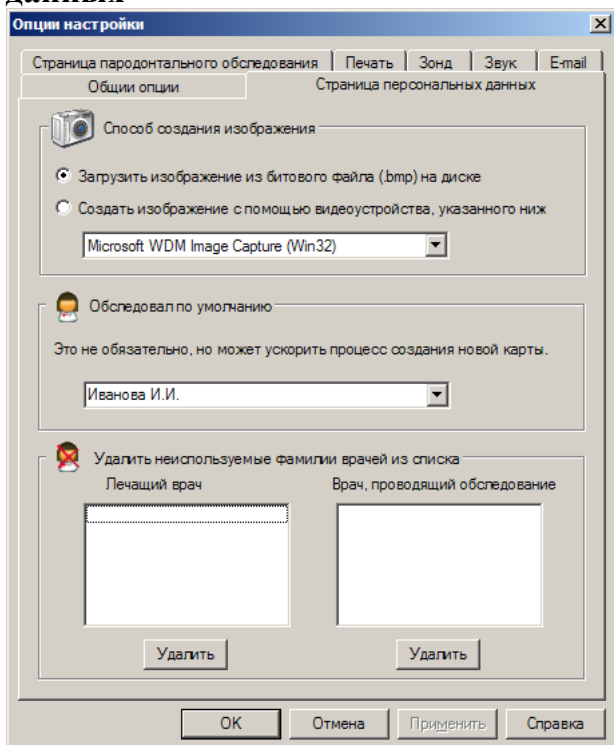 данных
Опции настройки
Страница пародонтального обследования Печать Зонд Звук E-mail
Общии опции Страница персональных данных
Способ создания изображения
Загрузить изображение из битового файла (.bmp) на диске
Создать изображение с помощью видеоустройства, указанного ниж
Microsoft WDM Image Capture (Win32)
Обследовал по умолчанию
Это не обязательно, но может ускорить процесс создания новой карты.
Иванова И.И.
Удалить неиспользуемые фамилии врачей из списка
Лечащий врач Врач, проводящий обследование
Удалить Удалить
OK Отмена Применить Справка